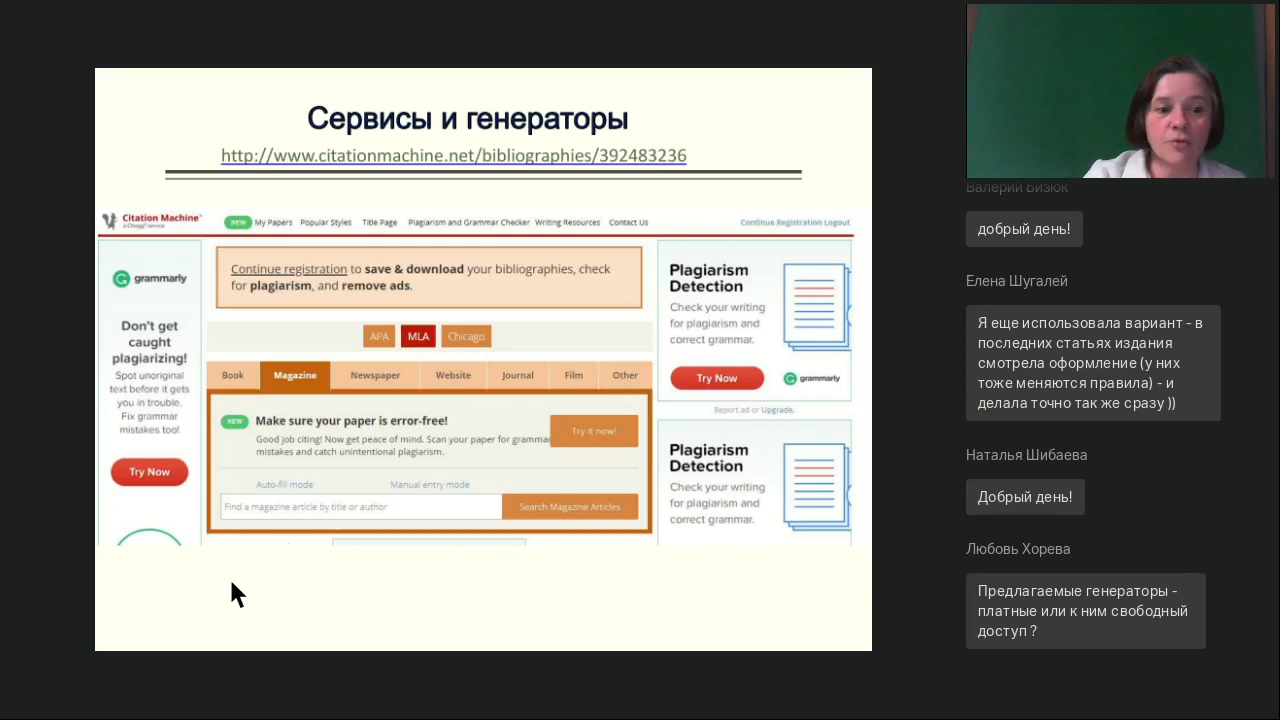 Сервисы и генераторы
http://www.citationmachine.net/bibliographies/392483236
Citation Machine
a Chegg service
NEW My Papers Popular Styles Title Page Plagiarism and Grammar Checker Writing Resources Contact Us
Continue Registration Logout
grammarly
Don't get
caught
plagiarizing!
Spot unoriginal
text before it gets
you in trouble.
Fix grammar
mistakes too!
Try Now
Continue registration to save & download your bibliographies, check
for plagiarism, and remove ads.
APA MLA Chicago
Book Magazine Newspaper Website Journal Film Other
NEW Make sure your paper is error-free!
Good job citing! Now get peace of mind. Scan your paper for grammar
mistakes and catch unintentional plagiarism.
Try it now!
Auto-fill mode Manual entry mode
Find a magazine article by title or author
Search Magazine Articles
Plagiarism
Detection
Check your writing
for plagiarism and
correct grammar.
Try Now grammarly
Report ad or Upgrade.
Plagiarism
Detection
Check your writing
for plagiarism and
correct grammar.
Валерий Бизюк
добрый день!
Елена Шугалей
Я еще использовала вариант - в
последних статьях издания
смотрела оформление (у них
тоже меняются правила) - и
делала точно так же сразу ))
Наталья Шибаева
Добрый день!
Любовь Хорева
Предлагаемые генераторы -
платные или к ним свободный
доступ ?